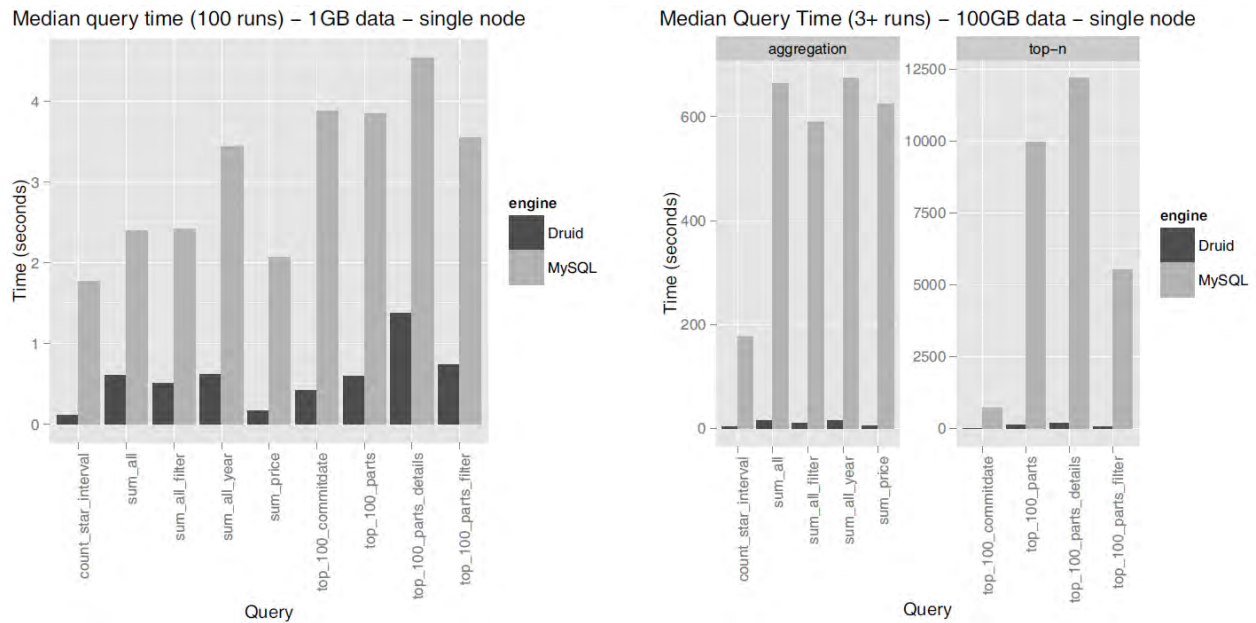 Median query time (100 runs) – 1GB data – single node
Time (seconds)
4
3
2
1
0
count_star_interval
sum_all
sum_all_filter
sum_all_year
sum_price
top_100_commitdate
top_100_parts
top_100_parts_details
top_100_parts_filter
Query
engine
Druid
MySQL
Median Query Time (3+ runs) – 100GB data – single node
aggregation
top−n
Time (seconds)
600
400
200
0
12500
10000
7500
5000
2500
0
count_star_interval
sum_all
sum_all_filter
sum_all_year
sum_price
top_100_commitdate
top_100_parts
top_100_parts_details
top_100_parts_filter
Query
engine
Druid
MySQL